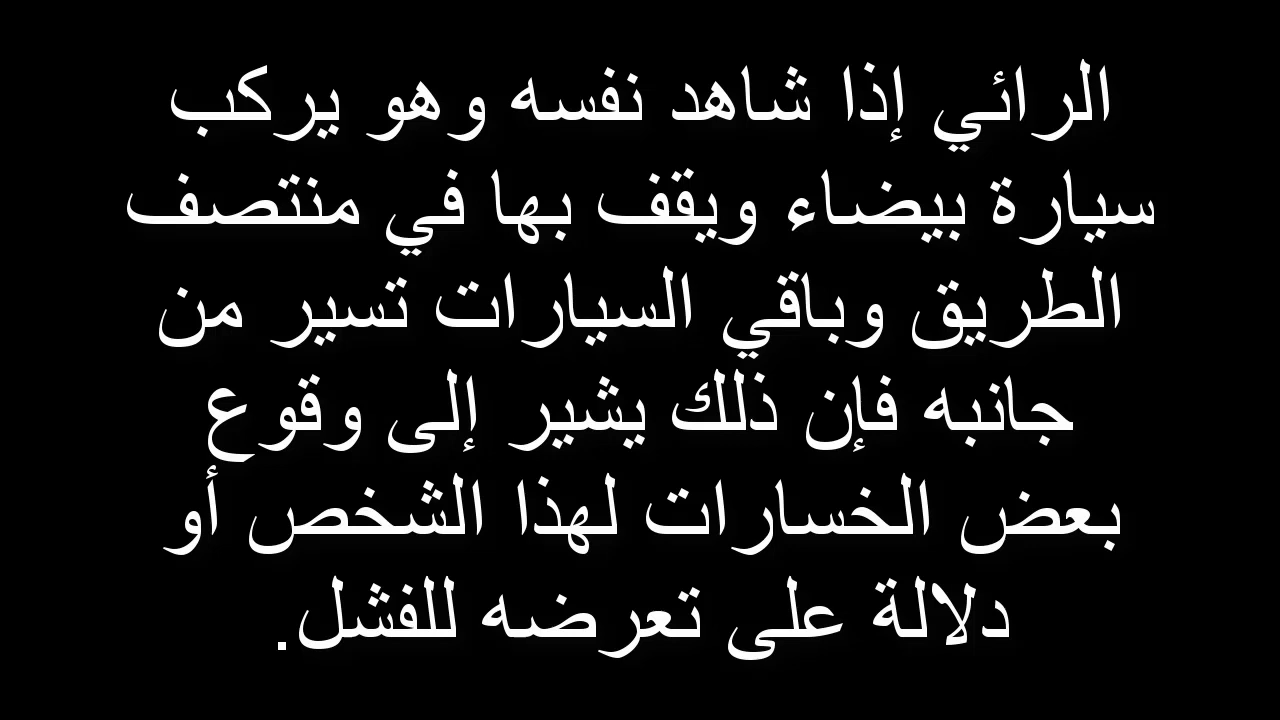 الرائي إذا شاهد نفسه وهو يركب
سيارة بيضاء ويقف بها في منتصف
الطريق وباقي السيارات تسير من
جانبه فإن ذلك يشير إلى وقوع
بعض الخسارات لهذا الشخص أو
دلالة على تعرضه للفشل.